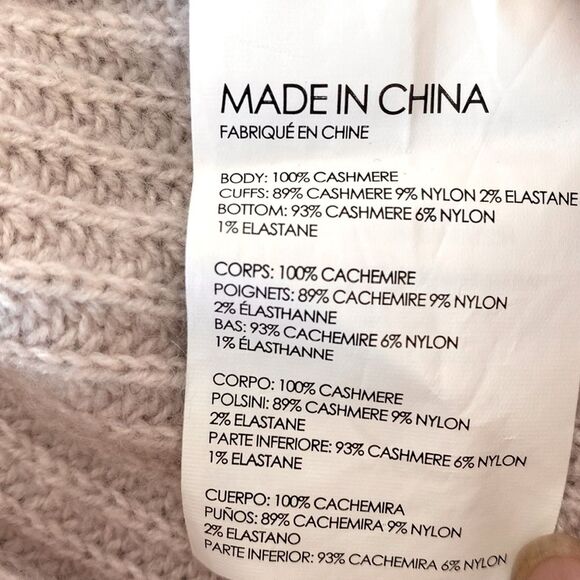 MADE IN CHINA
FABRIQUÉ EN CHINE
BODY: 100% CASHMERE
CUFFS: 89% CASHMERE 9% NYLON 2% ELASTANE
BOTTOM: 93% CASHMERE 6% NYLON
1% ELASTANE
CORPS: 100% CACHEMIRE
POIGNETS: 89% CACHEMIRE 9% NYLON
2% ÉLASTHANNE
BAS: 93% CACHEMIRE 6% NYLON
1% ÉLASTHANNE
CORPO: 100% CASHMERE
POLSINI: 89% CASHMERE 9% NYLON
2% ELASTANE
PARTE INFERIORE: 93% CASHMERE 6% NYLON
1% ELASTANE
CUERPO: 100% CACHEMIRA
PUÑOS: 89% CACHEMIRA 9% NYLON
2% ELASTANO
PARTE INFERIOR: 93% CACHEMIRA 6% NYLON